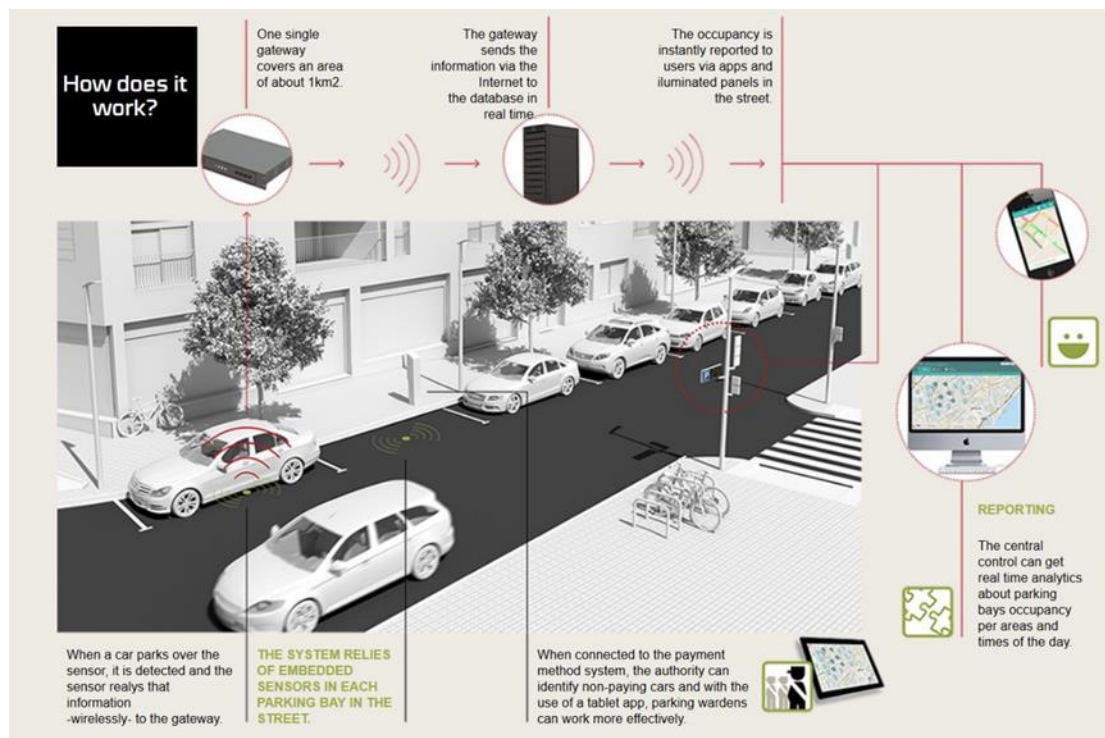 How does it
work?
One single
gateway
covers an area
of about 1km2.
The gateway
sends the
information via the
Internet to
the database in
real time.
The occupancy is
instantly reported to
users via apps and
iluminated panels in
the street.
REPORTING
The central
control can get
real time analytics
about parking
bays occupancy
per areas and
times of the day.
When a car parks over the
sensor, it is detected and the
sensor realys that
information
-wirelessly- to the gateway.
THE SYSTEM RELIES
OF EMBEDDED
SENSORS IN EACH
PARKING BAY IN THE
STREET.
When connected to the payment
method system, the authority can
identify non-paying cars and with the
use of a tablet app, parking wardens
can work more effectively.